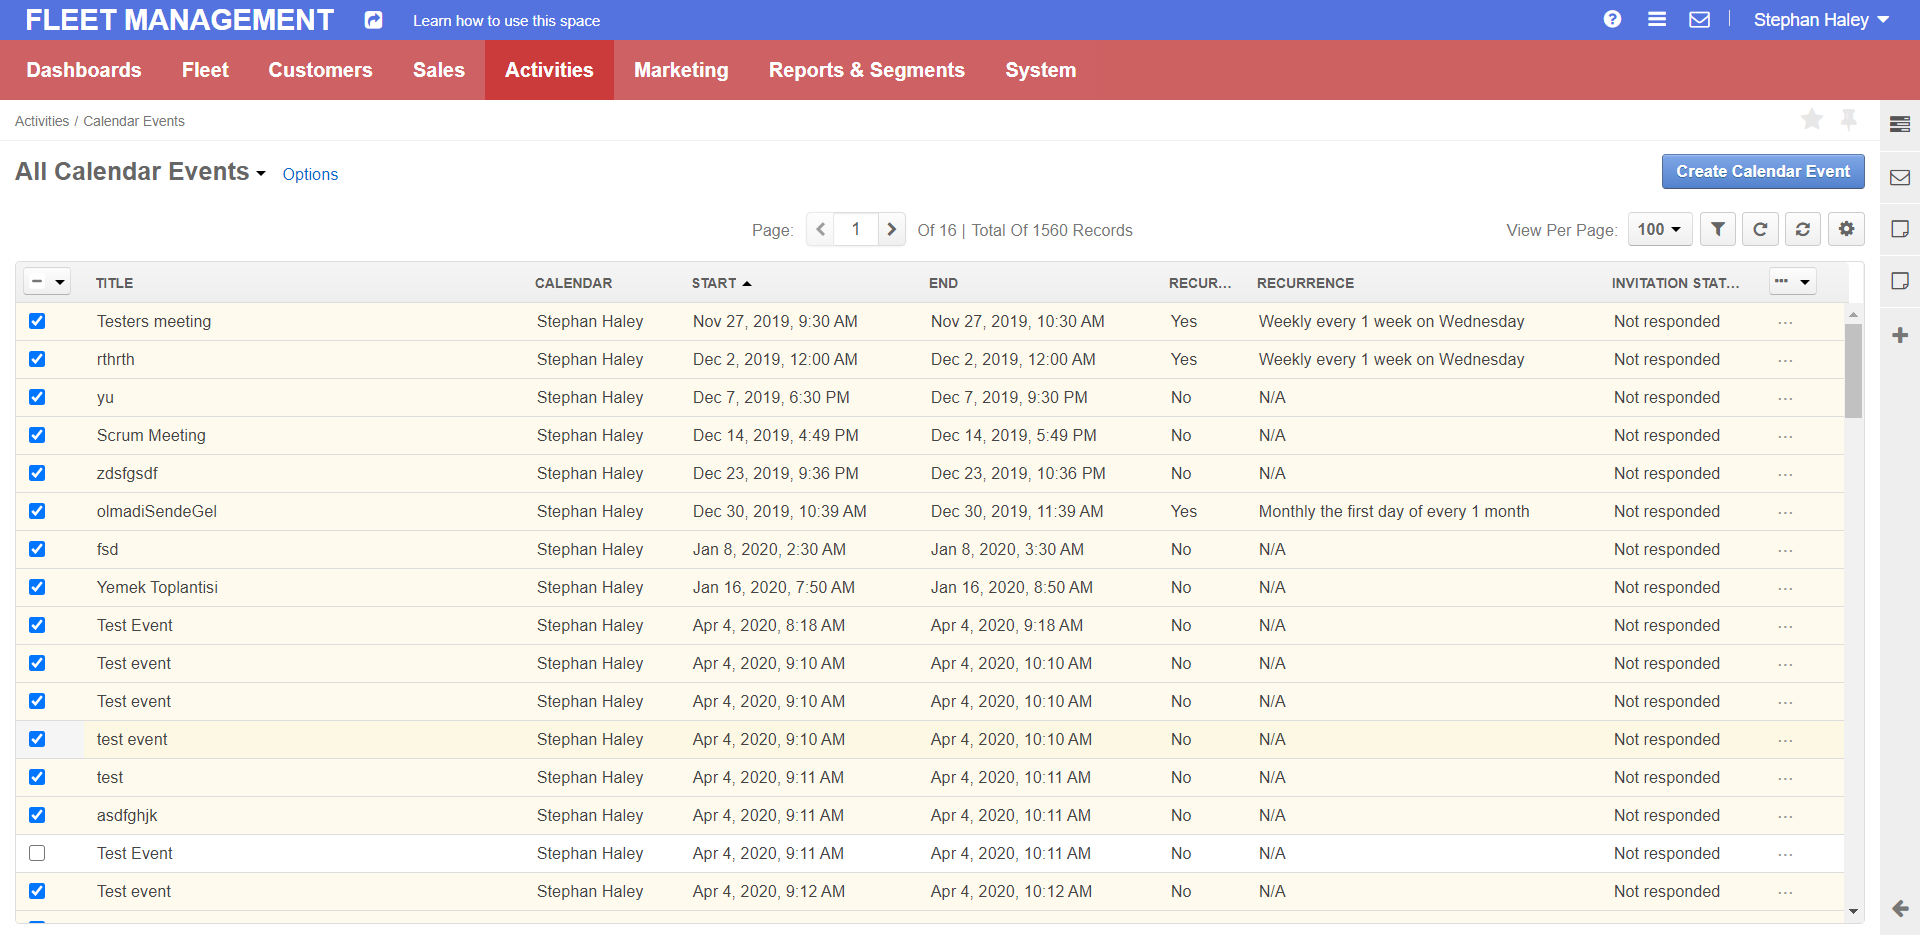 FLEET MANAGEMENT Learn how to use this space Stephan Haley
Dashboards Fleet Customers Sales Activities Marketing Reports & Segments System
Activities / Calendar Events
All Calendar Events Options Create Calendar Event
Page: 1 Of 16 | Total Of 1560 Records View Per Page: 100
TITLE CALENDAR START END RECUR... RECURRENCE INVITATION STAT...
Testers meeting Stephan Haley Nov 27, 2019, 9:30 AM Nov 27, 2019, 10:30 AM Yes Weekly every 1 week on Wednesday Not responded ...
rthrth Stephan Haley Dec 2, 2019, 12:00 AM Dec 2, 2019, 12:00 AM Yes Weekly every 1 week on Wednesday Not responded ...
yu Stephan Haley Dec 7, 2019, 6:30 PM Dec 7, 2019, 9:30 PM No N/A Not responded ...
Scrum Meeting Stephan Haley Dec 14, 2019, 4:49 PM Dec 14, 2019, 5:49 PM No N/A Not responded ...
zdsfgsdf Stephan Haley Dec 23, 2019, 9:36 PM Dec 23, 2019, 10:36 PM No N/A Not responded ...
olmadiSendeGel Stephan Haley Dec 30, 2019, 10:39 AM Dec 30, 2019, 11:39 AM Yes Monthly the first day of every 1 month Not responded ...
fsd Stephan Haley Jan 8, 2020, 2:30 AM Jan 8, 2020, 3:30 AM No N/A Not responded ...
Yemek Toplantisi Stephan Haley Jan 16, 2020, 7:50 AM Jan 16, 2020, 8:50 AM No N/A Not responded ...
Test Event Stephan Haley Apr 4, 2020, 8:18 AM Apr 4, 2020, 9:18 AM No N/A Not responded ...
Test event Stephan Haley Apr 4, 2020, 9:10 AM Apr 4, 2020, 10:10 AM No N/A Not responded ...
Test event Stephan Haley Apr 4, 2020, 9:10 AM Apr 4, 2020, 10:10 AM No N/A Not responded ...
test event Stephan Haley Apr 4, 2020, 9:10 AM Apr 4, 2020, 10:10 AM No N/A Not responded ...
test Stephan Haley Apr 4, 2020, 9:11 AM Apr 4, 2020, 10:11 AM No N/A Not responded ...
asdfghjk Stephan Haley Apr 4, 2020, 9:11 AM Apr 4, 2020, 10:11 AM No N/A Not responded ...
Test Event Stephan Haley Apr 4, 2020, 9:11 AM Apr 4, 2020, 10:11 AM No N/A Not responded ...
Test event Stephan Haley Apr 4, 2020, 9:12 AM Apr 4, 2020, 10:12 AM No N/A Not responded ...